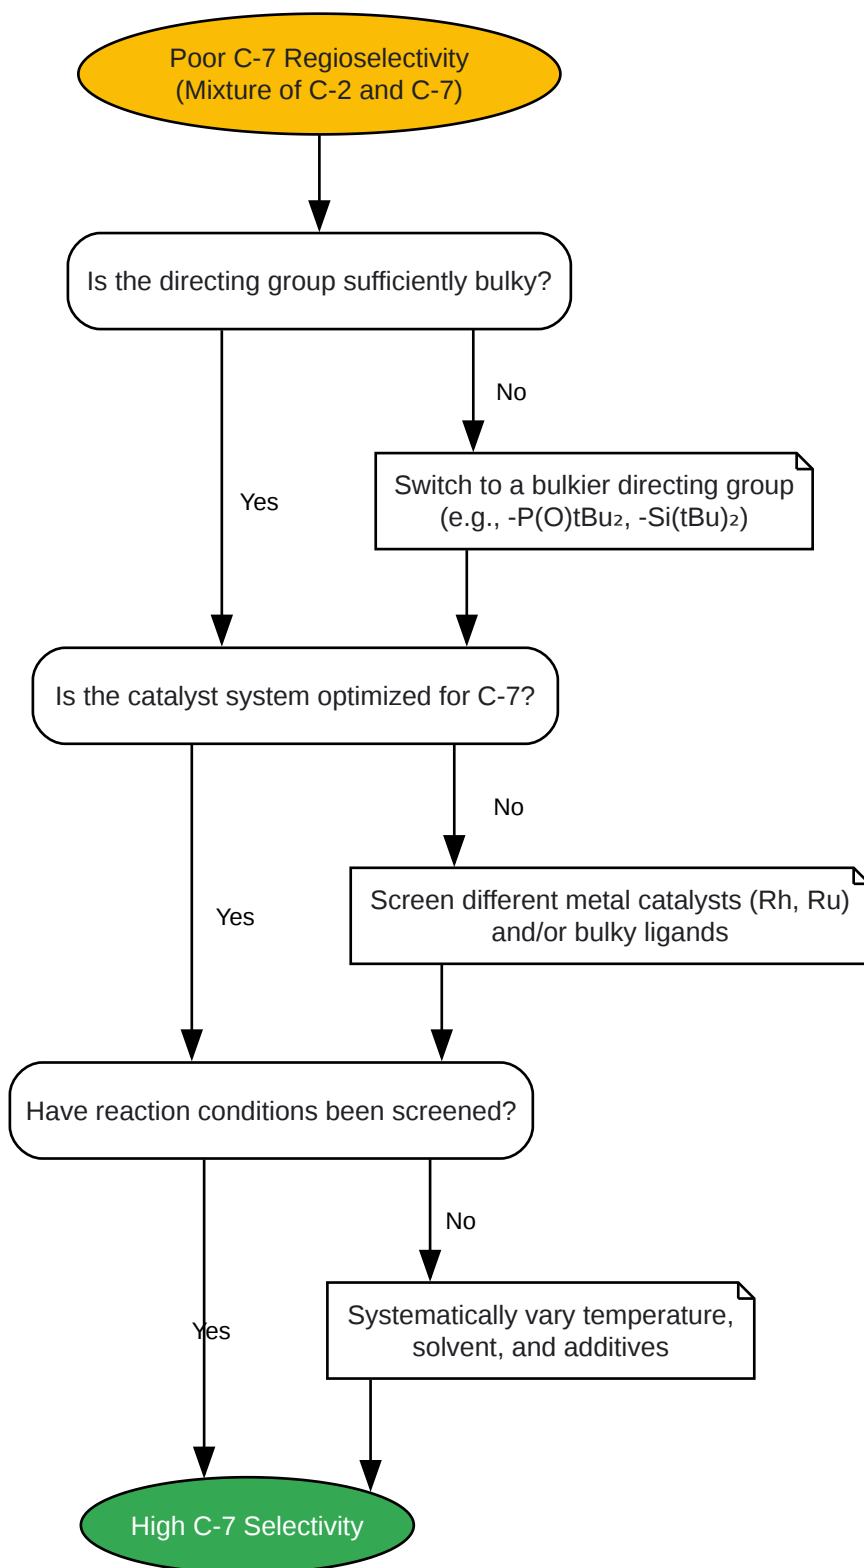 Poor C-7 Regioselectivity
(Mixture of C-2 and C-7)
Is the directing group sufficiently bulky?
No
Yes
Switch to a bulkier directing group
(e.g., -P(O)tBu₂, -Si(tBu)₂)
Is the catalyst system optimized for C-7?
No
Yes
Screen different metal catalysts (Rh, Ru)
and/or bulky ligands
Have reaction conditions been screened?
No
Yes
Systematically vary temperature,
solvent, and additives
High C-7 Selectivity